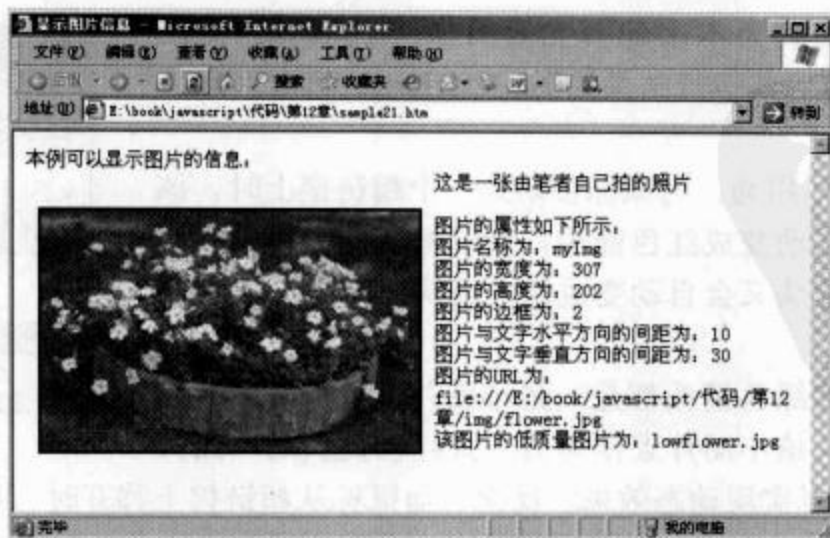 显示图片信息 - Microsoft Internet Explorer
文件(F) 编辑(E) 查看(V) 收藏(A) 工具(T) 帮助(H)
搜索 收藏夹
地址(D) E:\book\javascript\代码\第12章\sample21.htm 转到
本例可以显示图片的信息：
这是一张由笔者自己拍的照片
图片的属性如下所示：
图片名称为：myImg
图片的宽度为：307
图片的高度为：202
图片的边框为：2
图片与文字水平方向的间距为：10
图片与文字垂直方向的间距为：30
图片的URL为：
file:///E:/book/javascript/代码/第12
章/img/flower.jpg
该图片的低质量图片为：lowflower.jpg
完毕 我的电脑